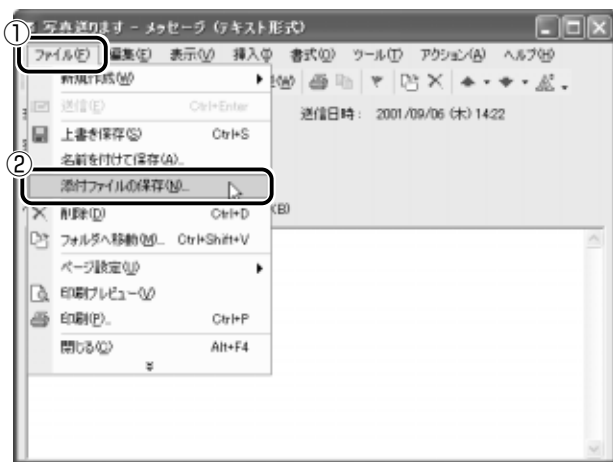 写真送ります - メッセージ (テキスト形式)
①
ファイル(F) 編集(E) 表示(V) 挿入(I) 書式(O) ツール(T) アクション(A) ヘルプ(H)
新規作成(W)
送信(E) Ctrl+Enter
送信日時： 2001/09/06 (木) 14:22
上書き保存(S) Ctrl+S
名前を付けて保存(A)...
②
添付ファイルの保存(N)...
削除(D) Ctrl+D
フォルダへ移動(M)... Ctrl+Shift+V
ページ設定(U)
印刷プレビュー(V)
印刷(P)... Ctrl+P
閉じる(C) Alt+F4